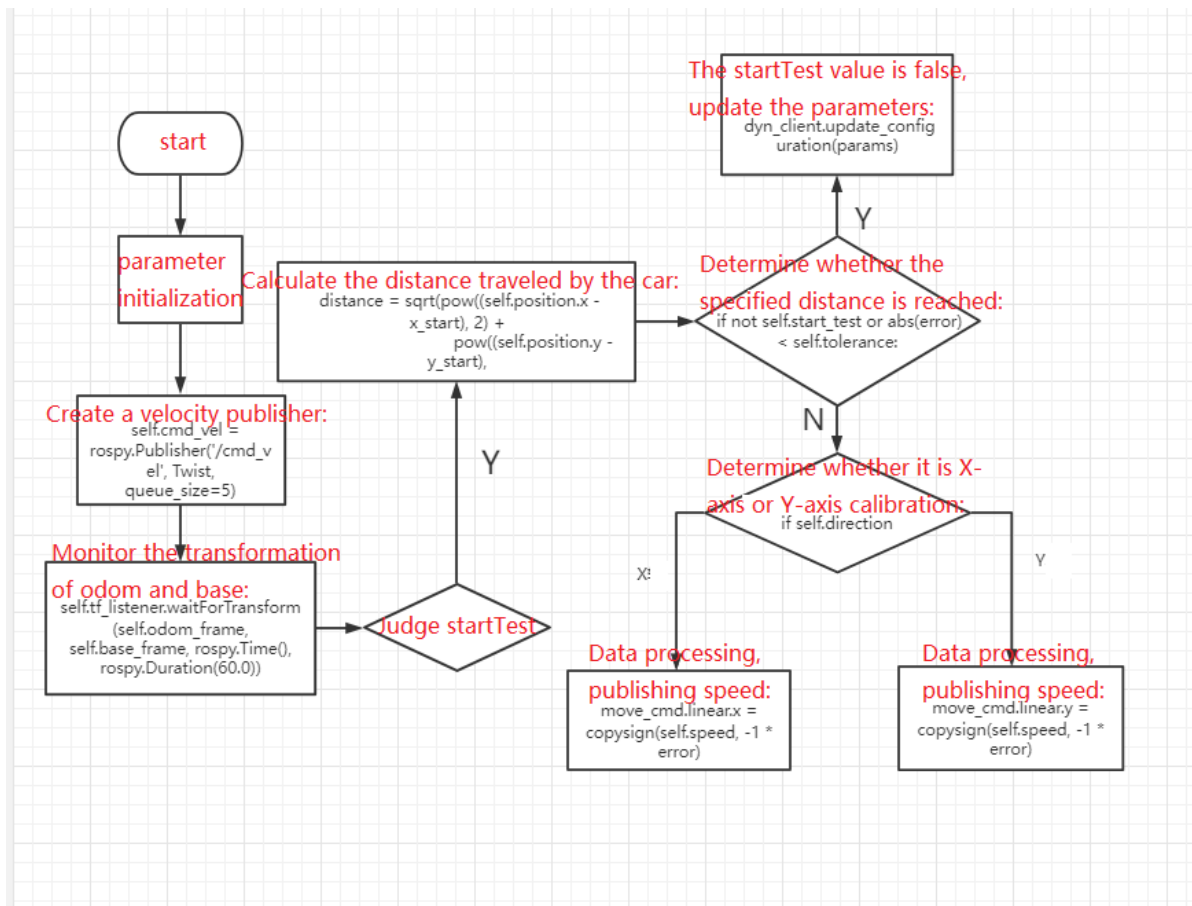 start
parameter
initialization
Create a velocity publisher:
self.cmd_vel =
rospy.Publisher('/cmd_v
el', Twist,
queue_size=5)
Monitor the transformation
of odom and base:
self.tf_listener.waitForTransform
(self.odom_frame,
self.base_frame, rospy.Time(),
rospy.Duration(60.0))
Judge startTest
Y
Calculate the distance traveled by the car:
distance = sqrt(pow((self.position.x -
x_start), 2) +
pow((self.position.y -
y_start),
Determine whether the
specified distance is reached:
if not self.start_test or abs(error)
< self.tolerance:
Y
The startTest value is false,
update the parameters:
dyn_client.update_config
uration(params)
N
Determine whether it is X-
axis or Y-axis calibration:
if self.direction
X:
Data processing,
publishing speed:
move_cmd.linear.x =
copysign(self.speed, -1 *
error)
Y
Data processing,
publishing speed:
move_cmd.linear.y =
copysign(self.speed, -1 *
error)